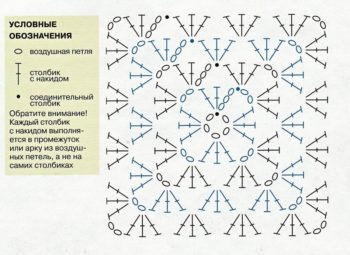 УСЛОВНЫЕ
ОБОЗНАЧЕНИЯ
воздушная петля
столбик
с накидом
соединительный
столбик
Обратите внимание!
Каждый столбик
с накидом выполня-
ется в промежуток
или арку из воздуш-
ных петель, а не на
самих столбиках